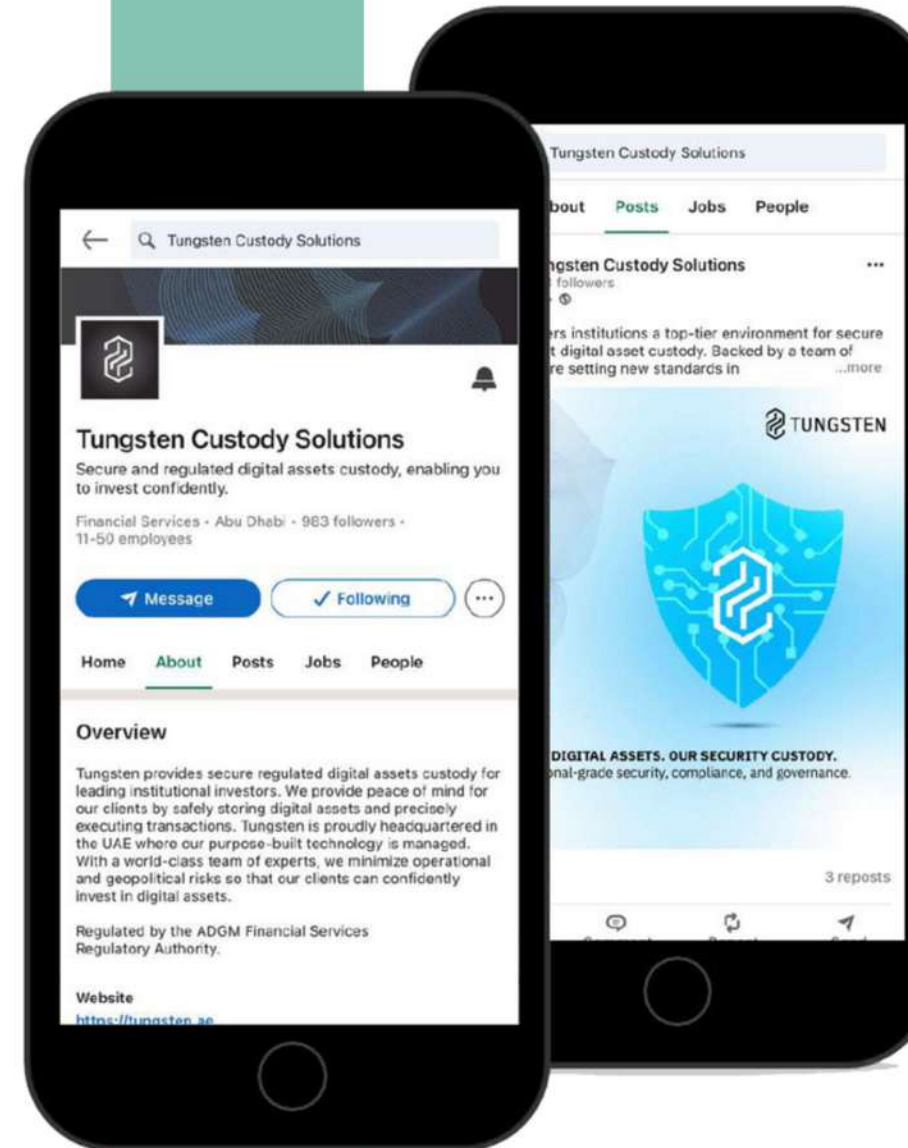 Tungsten Custody Solutions
Tungsten Custody Solutions
Secure and regulated digital assets custody, enabling you
to invest confidently.
Financial Services • Abu Dhabi • 983 followers •
11-50 employees
Message
Following
Home About Posts Jobs People
Overview
Tungsten provides secure regulated digital assets custody for
leading institutional investors. We provide peace of mind for
our clients by safely storing digital assets and precisely
executing transactions. Tungsten is proudly headquartered in
the UAE where our purpose-built technology is managed.
With a world-class team of experts, we minimize operational
and geopolitical risks so that our clients can confidently
invest in digital assets.
Regulated by the ADGM Financial Services
Regulatory Authority.
Website
https://tungsten.ae
Tungsten Custody Solutions
Posts Jobs People
Custody Solutions
followers
institutions a top-tier environment for secure
digital asset custody. Backed by a team of
setting new standards in ...more
TUNGSTEN
DIGITAL ASSETS. OUR SECURITY CUSTODY.
security, compliance, and governance.
3 reposts